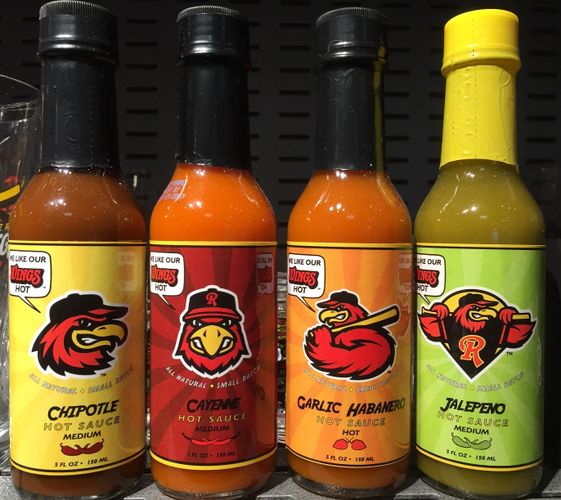 WE LIKE OUR
WINGS
HOT
ALL NATURAL • SMALL BATCH
CHIPOTLE
HOT SAUCE
MEDIUM
5 FL OZ • 150 ML
WE LIKE OUR
WINGS
HOT
R
ALL NATURAL • SMALL BATCH
CAYENNE
HOT SAUCE
MEDIUM
5 FL OZ • 150 ML
WE LIKE OUR
WINGS
HOT
ALL NATURAL • SMALL BATCH
GARLIC HABANERO
HOT SAUCE
HOT
5 FL OZ • 150 ML
WE LIKE OUR
WINGS
HOT
R
ALL NATURAL • SMALL BATCH
JALEPENO
HOT SAUCE
MEDIUM
5 FL OZ • 150 ML